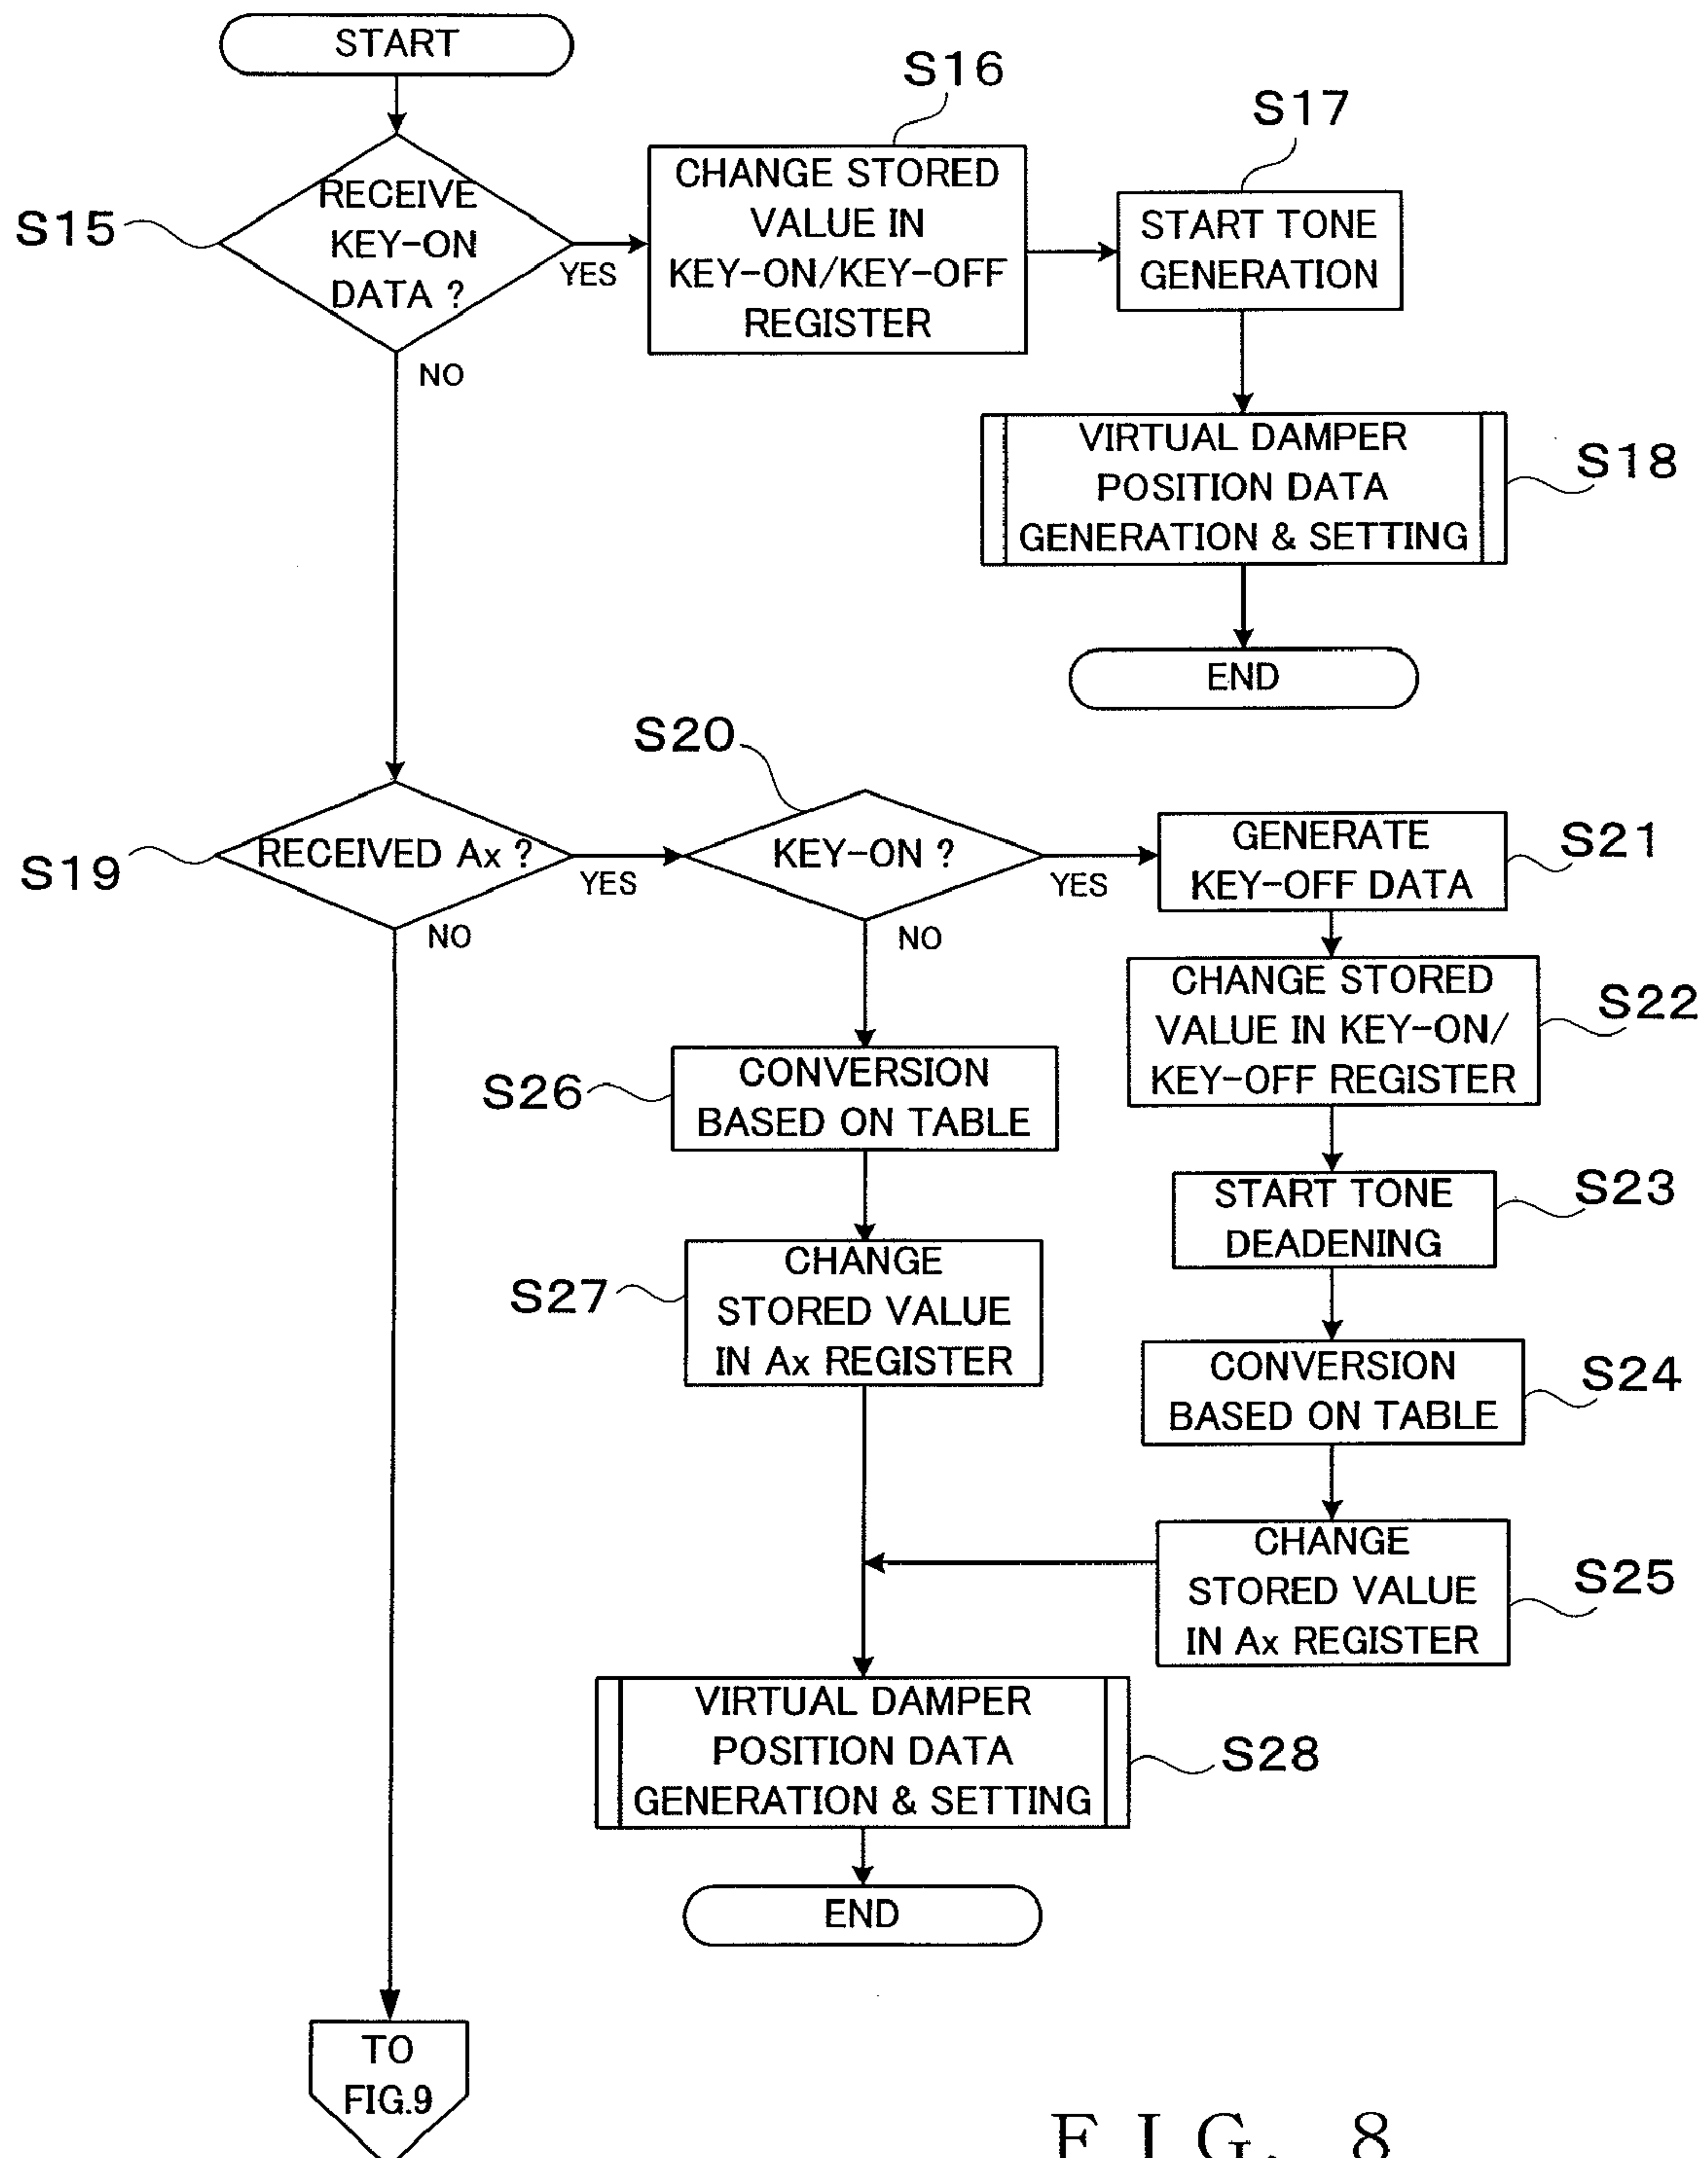 START
S16
S17
CHANGE STORED
VALUE IN
KEY-ON/KEY-OFF
REGISTER
START TONE
GENERATION
S15
RECEIVE
KEY-ON
DATA ?
YES
NO
VIRTUAL DAMPER
POSITION DATA
GENERATION & SETTING
S18
END
S20
S19
RECEIVED Ax ?
YES
NO
KEY-ON ?
YES
NO
GENERATE
KEY-OFF DATA
S21
CHANGE STORED
VALUE IN KEY-ON/
KEY-OFF REGISTER
S22
S26
CONVERSION
BASED ON TABLE
START TONE
DEADENING
S23
S27
CHANGE
STORED VALUE
IN Ax REGISTER
CONVERSION
BASED ON TABLE
S24
CHANGE
STORED VALUE
IN Ax REGISTER
S25
VIRTUAL DAMPER
POSITION DATA
GENERATION & SETTING
S28
END
TO
FIG.9
FIG. 8